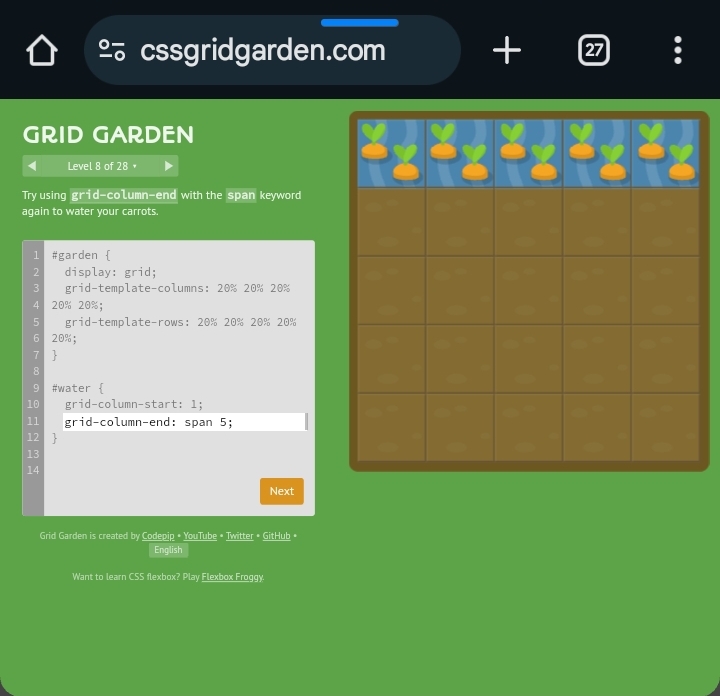 cssgridgarden.com
27
GRID GARDEN
Level 8 of 28
Try using grid-column-end with the span keyword
again to water your carrots.
1 #garden {
2 display: grid;
3 grid-template-columns: 20% 20% 20%
4 20% 20%;
5 grid-template-rows: 20% 20% 20% 20%
6 20%;
7 }
8
9 #water {
10 grid-column-start: 1;
11 grid-column-end: span 5;
12 }
13
14
Next
Grid Garden is created by Codepip • YouTube • Twitter • GitHub •
English
Want to learn CSS flexbox? Play Flexbox Froggy.